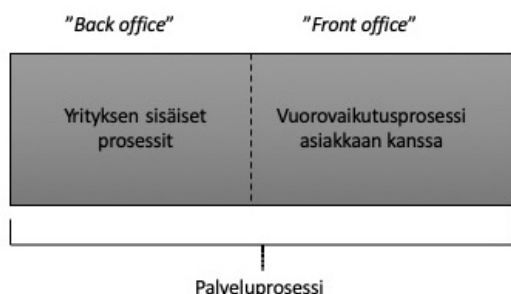 ”Back office”
”Front office”
Yrityksen sisäiset
prosessit
Vuorovaikutusprosessi
asiakkaan kanssa
Palveluprosessi